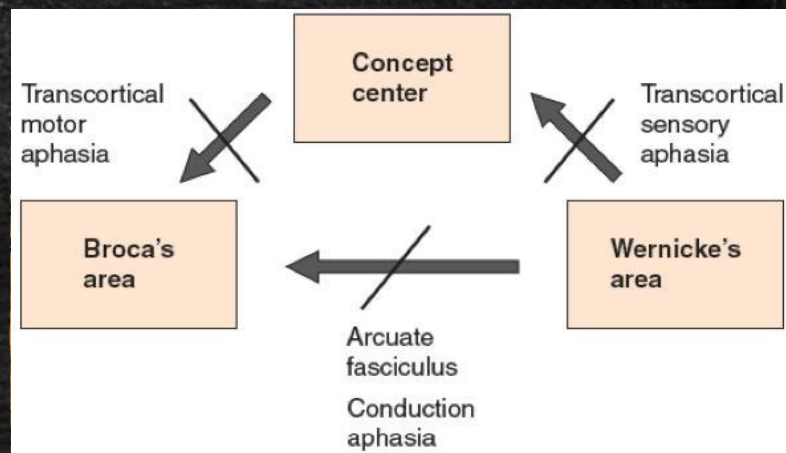 Concept
center
Transcortical
motor
aphasia
Transcortical
sensory
aphasia
Broca's
area
Wernicke's
area
Arcuate
fasciculus
Conduction
aphasia